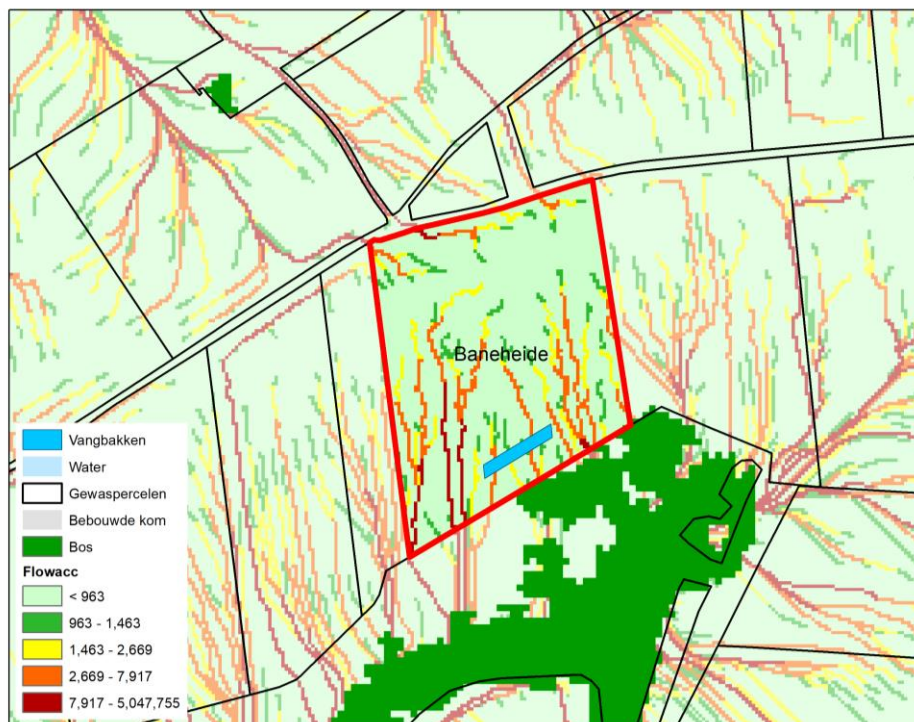 Baneheide
Vangbakken
Water
Gewaspercelen
Bebouwde kom
Bos
Flowacc
< 963
963 - 1,463
1,463 - 2,669
2,669 - 7,917
7,917 - 5,047,755